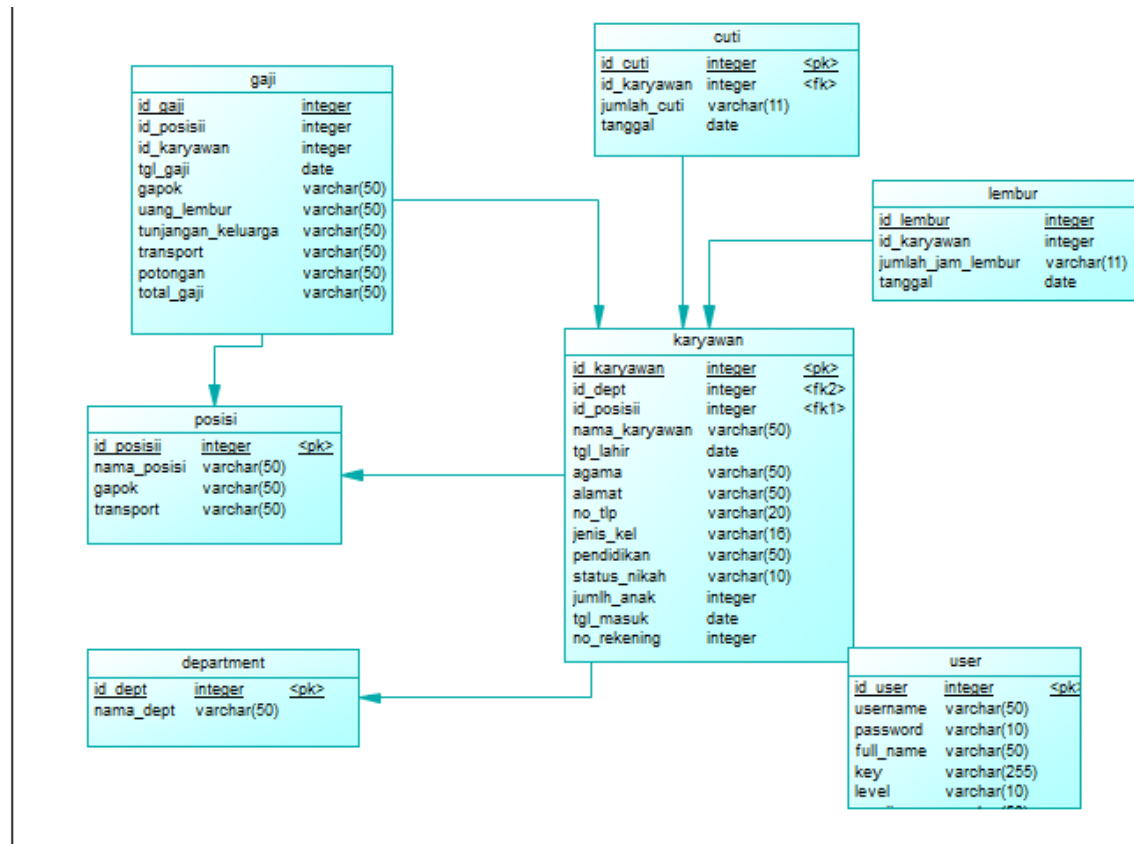 cuti
id_cuti integer <pk>
id_karyawan integer <fk>
jumlah_cuti varchar(11)
tanggal date
gaji
id_gaji integer
id_posisii integer
id_karyawan integer
tgl_gaji date
gapok varchar(50)
uang_lembur varchar(50)
tunjangan_keluarga varchar(50)
transport varchar(50)
potongan varchar(50)
total_gaji varchar(50)
lembur
id_lembur integer
id_karyawan integer
jumlah_jam_lembur varchar(11)
tanggal date
karyawan
id_karyawan integer <pk>
id_dept integer <fk2>
id_posisii integer <fk1>
nama_karyawan varchar(50)
tgl_lahir date
agama varchar(50)
alamat varchar(50)
no_tlp varchar(20)
jenis_kel varchar(16)
pendidikan varchar(50)
status_nikah varchar(10)
jumlh_anak integer
tgl_masuk date
no_rekening integer
posisi
id_posisii integer <pk>
nama_posisi varchar(50)
gapok varchar(50)
transport varchar(50)
department
id_dept integer <pk>
nama_dept varchar(50)
user
id_user integer <pk
username varchar(50)
password varchar(10)
full_name varchar(50)
key varchar(255)
level varchar(10)